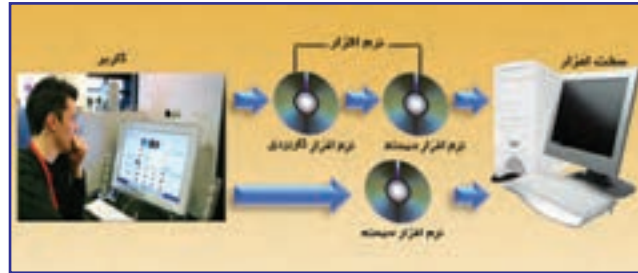 نرم افزار
کاربر
سخت افزار
نرم افزار کاربردی
نرم افزار سیستم
نرم افزار سیستم